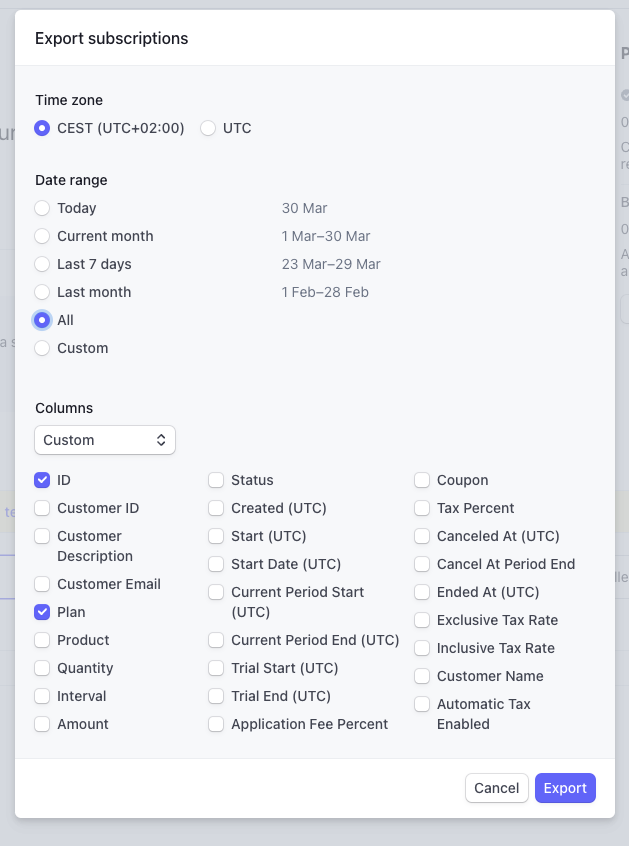 Export subscriptions
Time zone
CEST (UTC+02:00)
UTC
Date range
Today
30 Mar
Current month
1 Mar–30 Mar
Last 7 days
23 Mar–29 Mar
Last month
1 Feb–28 Feb
All
Custom
Columns
Custom
ID
Customer ID
Customer
Description
Customer Email
Plan
Product
Quantity
Interval
Amount
Status
Created (UTC)
Start (UTC)
Start Date (UTC)
Current Period Start
(UTC)
Current Period End (UTC)
Trial Start (UTC)
Trial End (UTC)
Application Fee Percent
Coupon
Tax Percent
Canceled At (UTC)
Cancel At Period End
Ended At (UTC)
Exclusive Tax Rate
Inclusive Tax Rate
Customer Name
Automatic Tax
Enabled
Cancel
Export